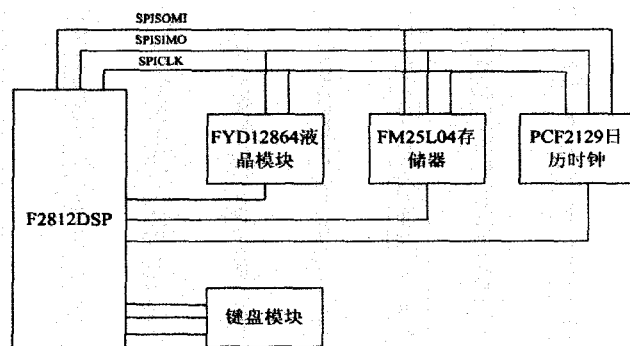 SPISOMI
SPISIMO
SPICLK
FYD12864液
晶模块
FM25L04存
储器
PCF2129日
历时钟
F2812DSP
键盘模块